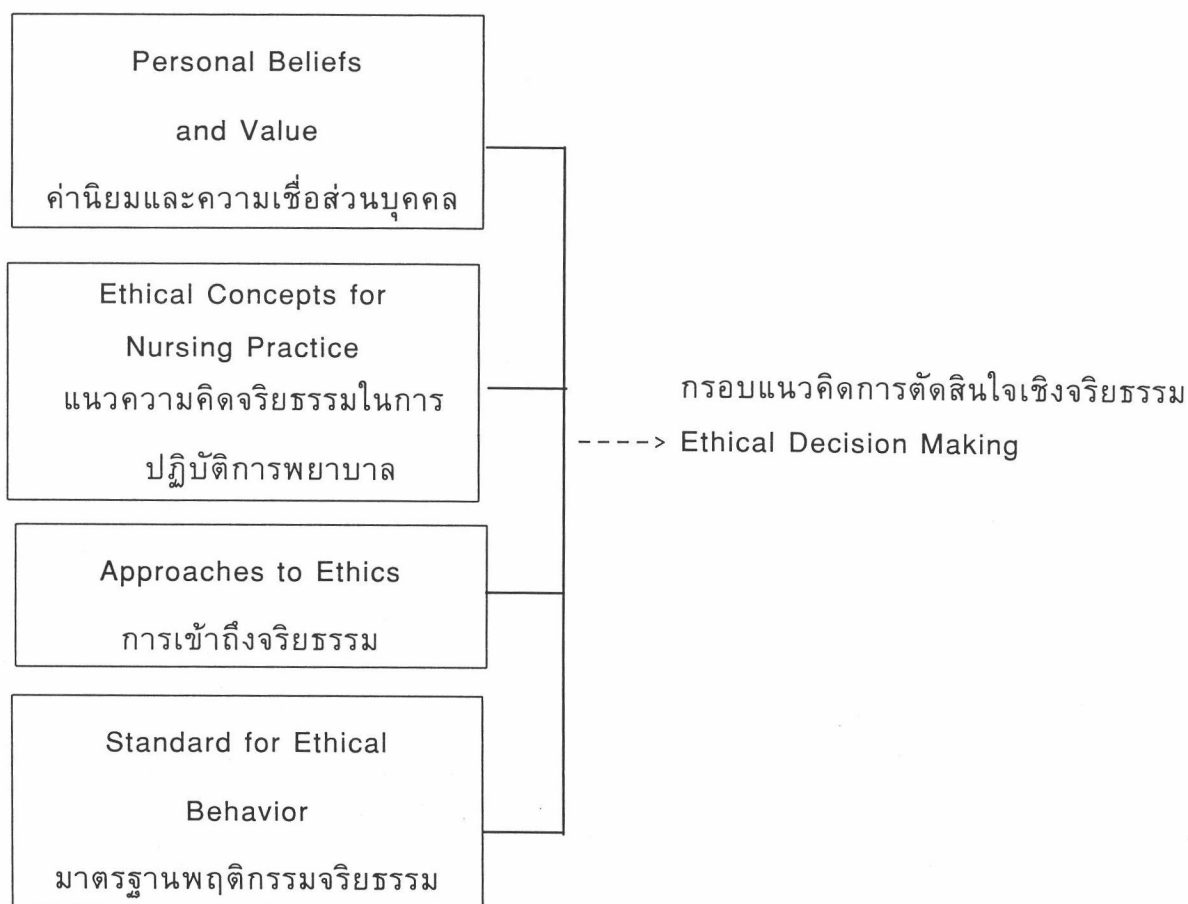 Personal Beliefs
and Value
ค่านิยมและความเชื่อส่วนบุคคล
Ethical Concepts for
Nursing Practice
แนวความคิดจริยธรรมในการ
ปฏิบัติการพยาบาล
Approaches to Ethics
การเข้าถึงจริยธรรม
Standard for Ethical
Behavior
มาตรฐานพฤติกรรมจริยธรรม
กรอบแนวคิดการตัดสินใจเชิงจริยธรรม
----> Ethical Decision Making